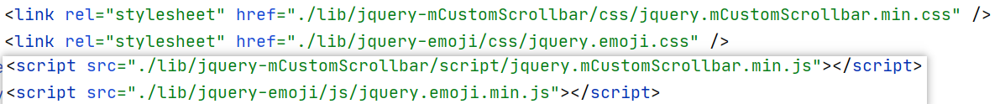 <link rel="stylesheet" href="./lib/jquery-mCustomScrollbar/css/jquery.mCustomScrollbar.min.css" />
<link rel="stylesheet" href="./lib/jquery-emoji/css/jquery.emoji.css" />
<script src="./lib/jquery-mCustomScrollbar/script/jquery.mCustomScrollbar.min.js"></script>
<script src="./lib/jquery-emoji/js/jquery.emoji.min.js"></script>